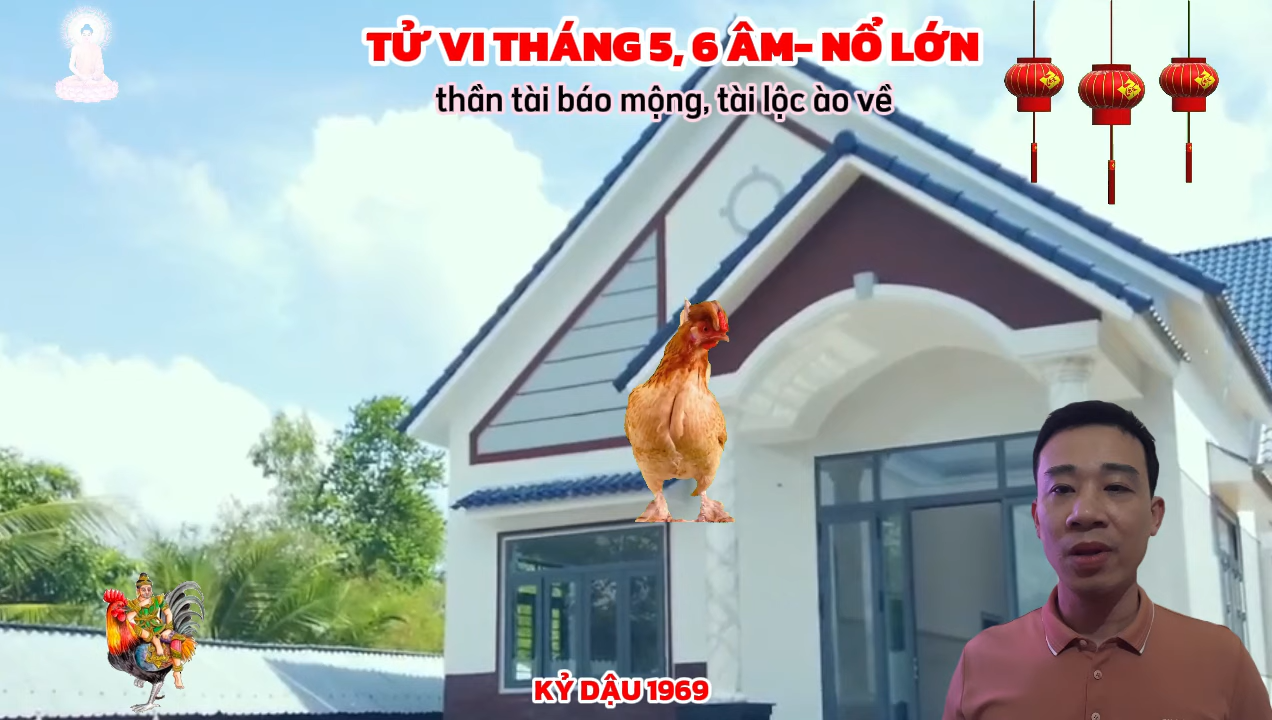 TỬ VI THÁNG 5, 6 ÂM- NỔ LỚN
thần tài báo mộng, tài lộc ào về
KỶ DẬU 1969